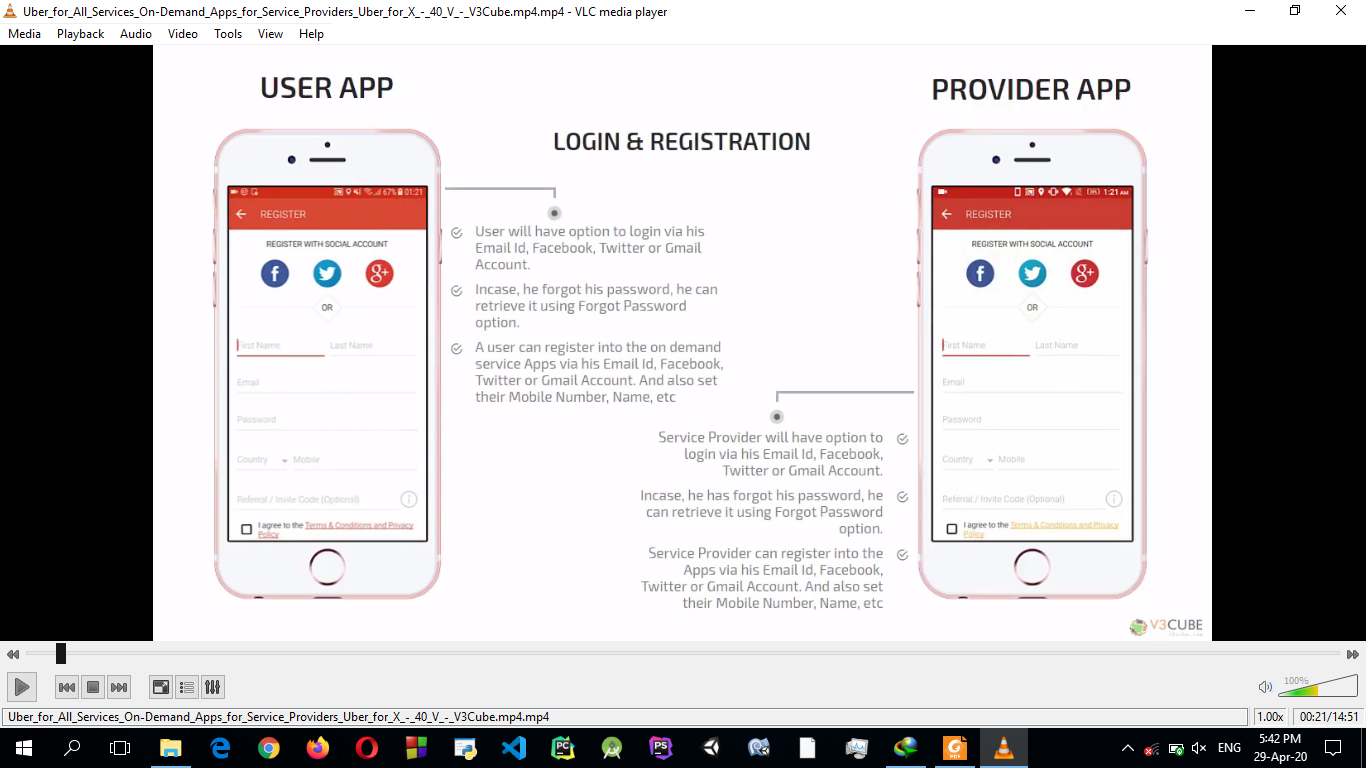 Uber_for_All_Services_On-Demand_Apps_for_Service_Providers_Uber_for_X_-_40_V_-_V3Cube.mp4.mp4 - VLC media player
Media Playback Audio Video Tools View Help
USER APP
PROVIDER APP
LOGIN & REGISTRATION
67% 01:21
REGISTER
REGISTER WITH SOCIAL ACCOUNT
f g+
OR
First Name Last Name
Email
Password
Country Mobile
Referral / Invite Code (Optional)
I agree to the Terms & Conditions and Privacy
Policy
User will have option to login via his
Email Id, Facebook, Twitter or Gmail
Account.
Incase, he forgot his password, he can
retrieve it using Forgot Password
option.
A user can register into the on demand
service Apps via his Email Id, Facebook,
Twitter or Gmail Account. And also set
their Mobile Number, Name, etc
1:21 AM
REGISTER
REGISTER WITH SOCIAL ACCOUNT
f g+
OR
First Name Last Name
Email
Password
Country Mobile
Referral / Invite Code (Optional)
I agree to the Terms & Conditions and Privacy
Policy
Service Provider will have option to
login via his Email Id, Facebook,
Twitter or Gmail Account.
Incase, he has forgot his password, he
can retrieve it using Forgot Password
option.
Service Provider can register into the
Apps via his Email Id, Facebook,
Twitter or Gmail Account. And also set
their Mobile Number, Name, etc
V3CUBE
100%
Uber_for_All_Services_On-Demand_Apps_for_Service_Providers_Uber_for_X_-_40_V_-_V3Cube.mp4.mp4
1.00x 00:21/14:51
PC
PS
PDF
ENG
5:42 PM
29-Apr-20